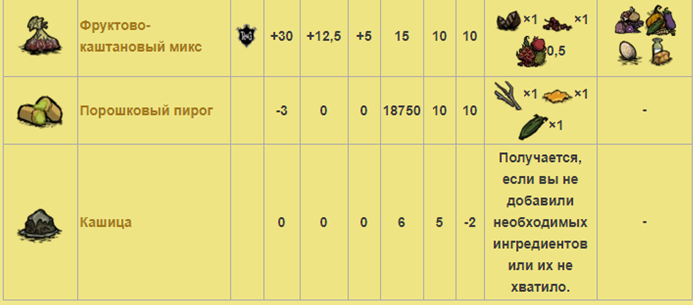 Фруктово-
каштановый микс
+30 +12,5 +5 15 10 10
×1 ×1
0,5
Порошковый пирог
-3 0 0 18750 10 10
×1 ×1
×1
-
Кашица
0 0 0 6 5 -2
Получается,
если вы не
добавили
необходимых
ингредиентов
или их не
хватило.
-